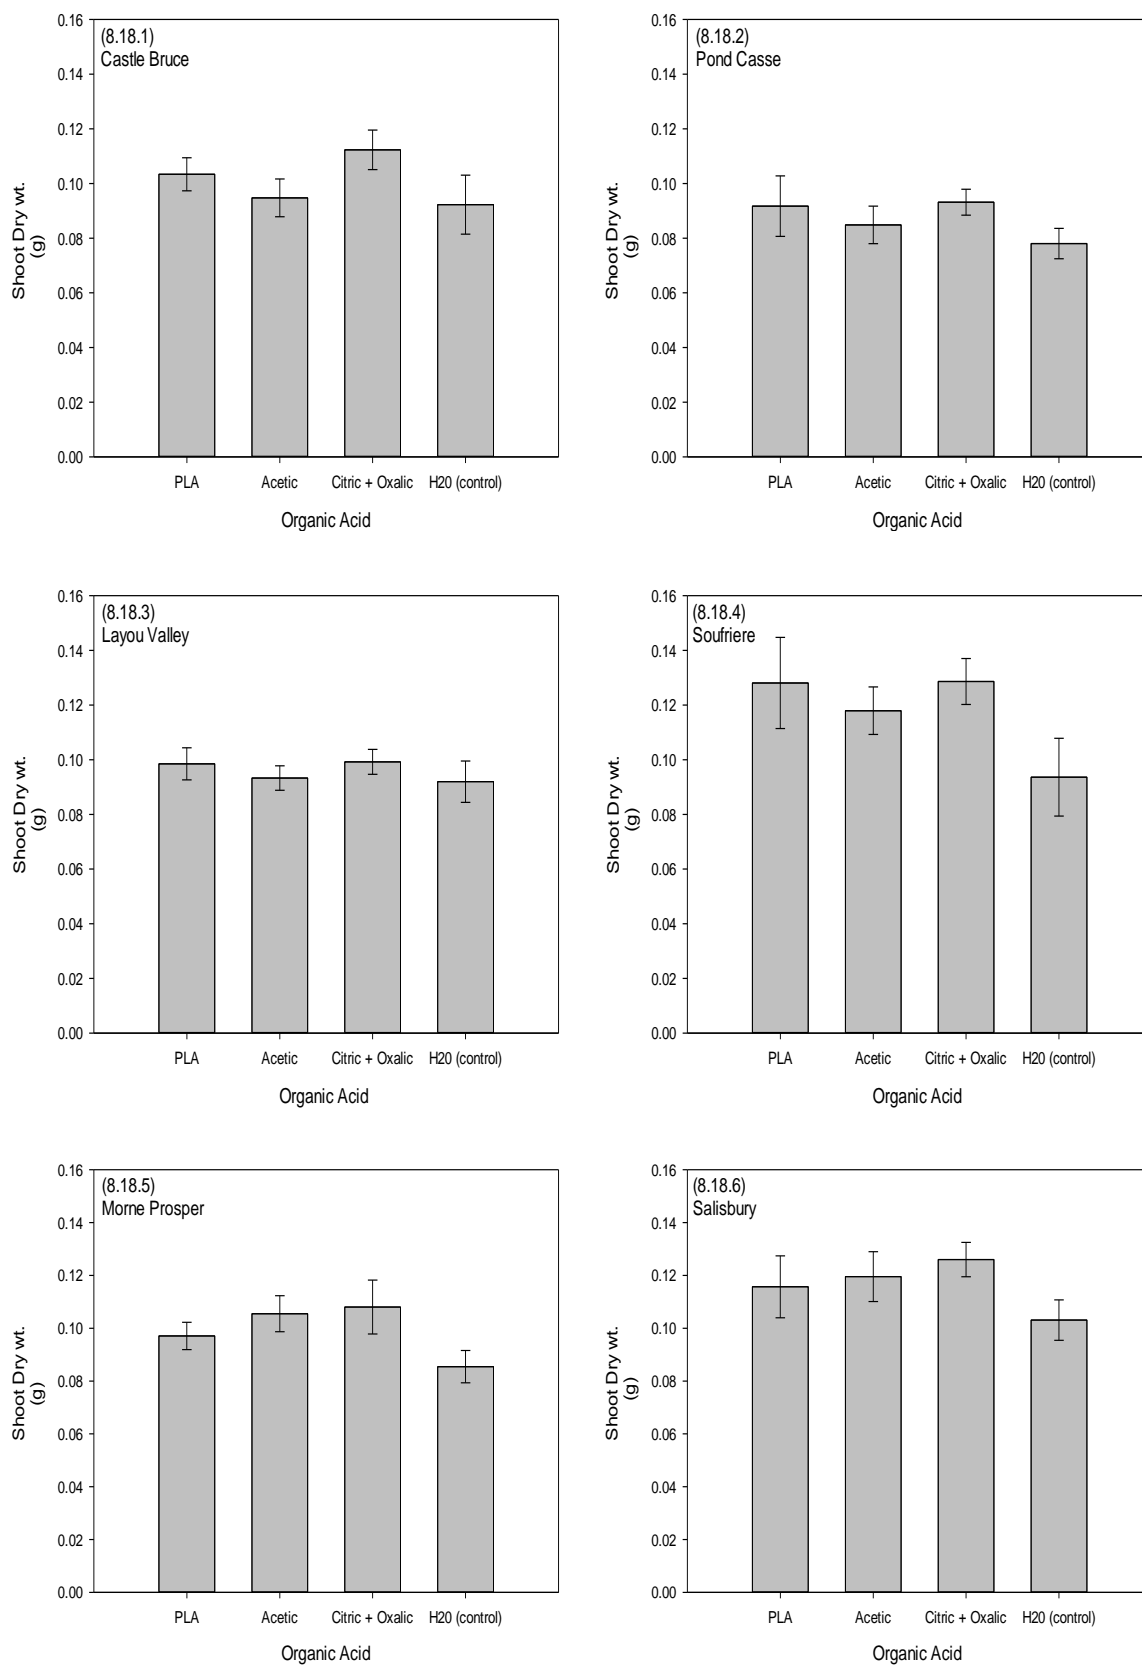 (8.18.1)
Castle Bruce
Shoot Dry wt.
(g)
0.16
0.14
0.12
0.10
0.08
0.06
0.04
0.02
0.00
PLA Acetic Citric + Oxalic H20 (control)
Organic Acid
(8.18.2)
Pond Casse
Shoot Dry wt.
(g)
0.16
0.14
0.12
0.10
0.08
0.06
0.04
0.02
0.00
PLA Acetic Citric + Oxalic H20 (control)
Organic Acid
(8.18.3)
Layou Valley
Shoot Dry wt.
(g)
0.16
0.14
0.12
0.10
0.08
0.06
0.04
0.02
0.00
PLA Acetic Citric + Oxalic H20 (control)
Organic Acid
(8.18.4)
Soufriere
Shoot Dry wt.
(g)
0.16
0.14
0.12
0.10
0.08
0.06
0.04
0.02
0.00
PLA Acetic Citric + Oxalic H20 (control)
Organic Acid
(8.18.5)
Morne Prosper
Shoot Dry wt.
(g)
0.16
0.14
0.12
0.10
0.08
0.06
0.04
0.02
0.00
PLA Acetic Citric + Oxalic H20 (control)
Organic Acid
(8.18.6)
Salisbury
Shoot Dry wt.
(g)
0.16
0.14
0.12
0.10
0.08
0.06
0.04
0.02
0.00
PLA Acetic Citric + Oxalic H20 (control)
Organic Acid